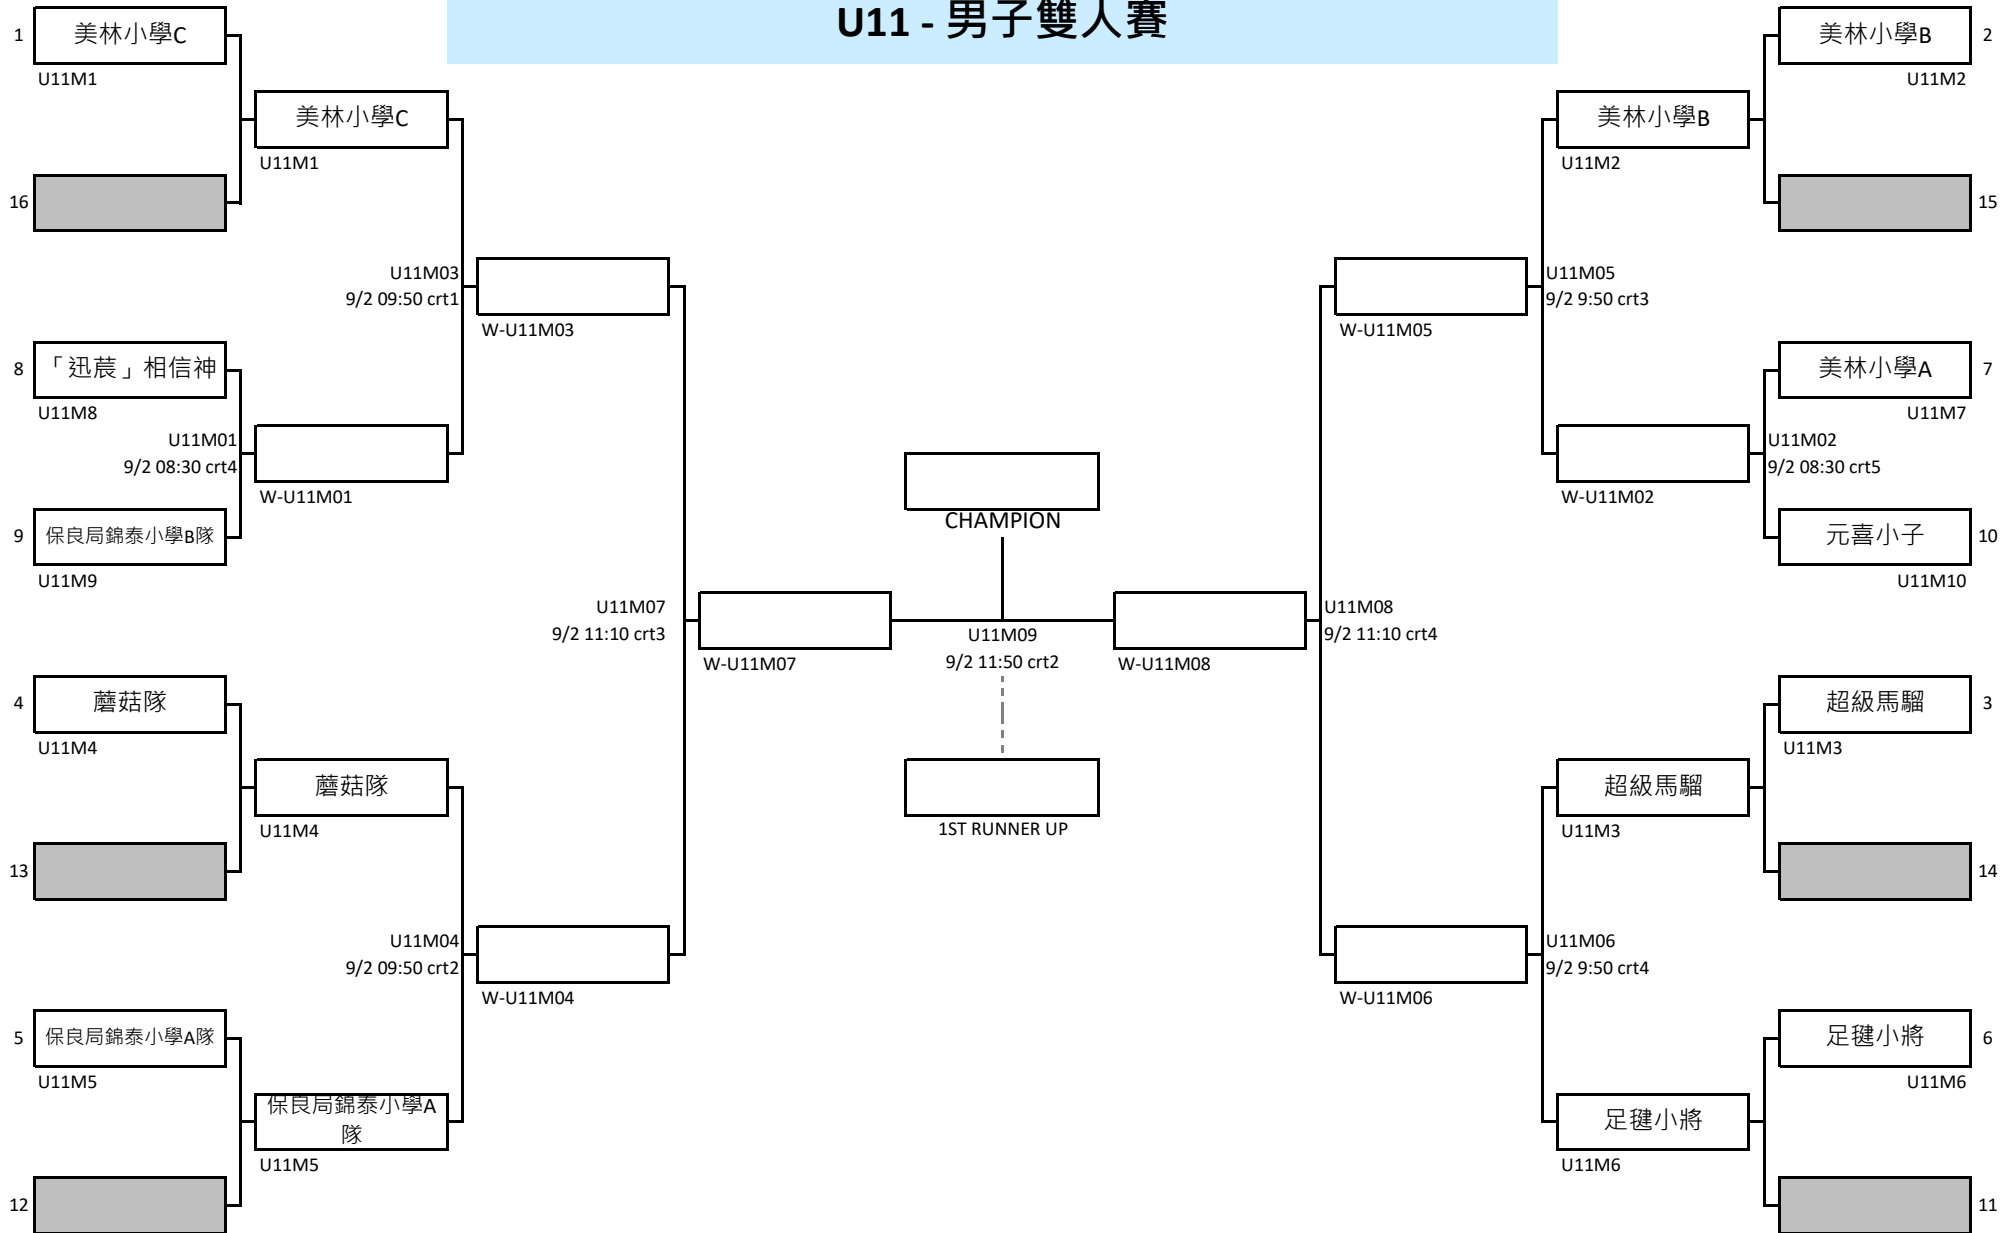 U11 - 男子雙人賽
1
美林小學C
U11M1
16
美林小學C
U11M1
8
「迅莀」相信神
U11M8
U11M01
9/2 08:30 crt4
9
保良局錦泰小學B隊
U11M9
W-U11M01
U11M03
9/2 09:50 crt1
W-U11M03
4
蘑菇隊
U11M4
13
蘑菇隊
U11M4
5
保良局錦泰小學A隊
U11M5
12
保良局錦泰小學A
隊
U11M5
U11M04
9/2 09:50 crt2
W-U11M04
U11M07
9/2 11:10 crt3
W-U11M07
CHAMPION
U11M09
9/2 11:50 crt2
1ST RUNNER UP
W-U11M08
U11M08
9/2 11:10 crt4
W-U11M05
U11M05
9/2 9:50 crt3
美林小學B
U11M2
美林小學B
2
U11M2
15
美林小學A
7
U11M7
U11M02
9/2 08:30 crt5
W-U11M02
元喜小子
10
U11M10
超級馬騮
3
U11M3
超級馬騮
U11M3
14
U11M06
9/2 9:50 crt4
W-U11M06
足毽小將
6
U11M6
足毽小將
U11M6
11